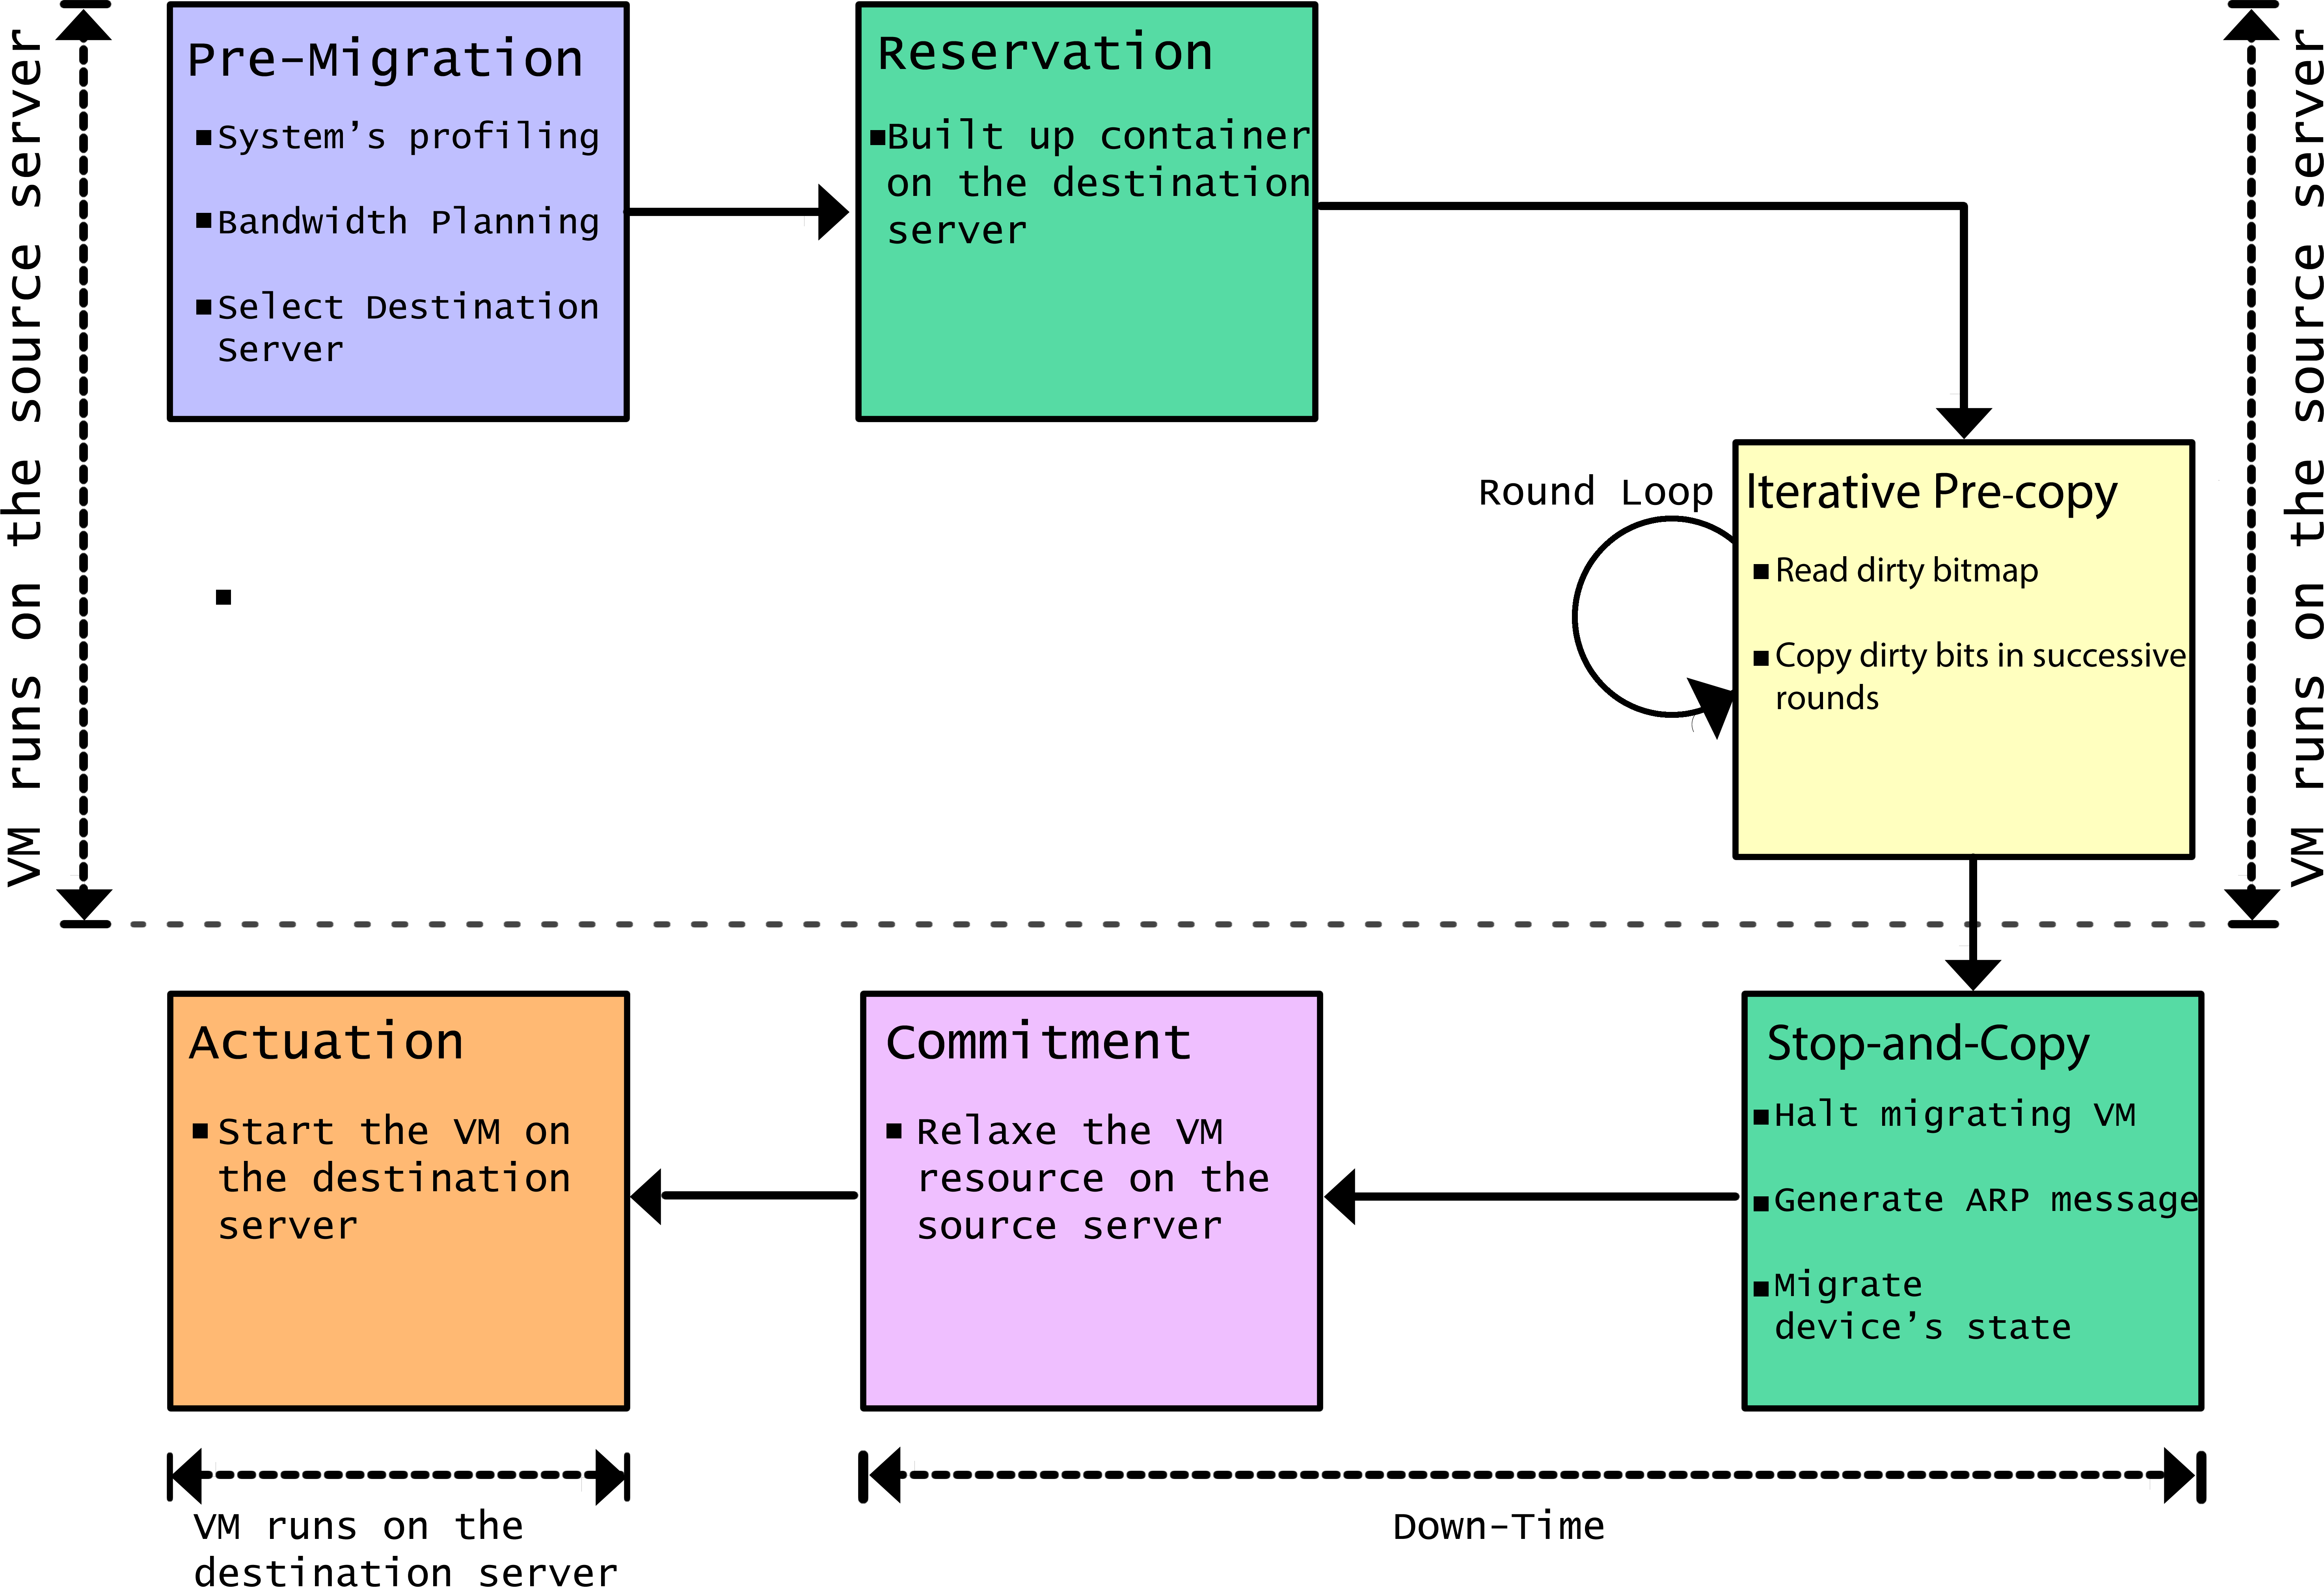 VM runs on the source server
Pre-Migration
▪System’s profiling
▪Bandwidth Planning
▪Select Destination
Server
Reservation
▪Built up container
on the destination
server
VM runs on the source server
Round Loop
Iterative Pre-copy
▪Read dirty bitmap
▪Copy dirty bits in successive
rounds
▪
Actuation
▪Start the VM on
the destination
server
Commitment
▪ Relaxe the VM
resource on the
source server
Stop-and-Copy
▪Halt migrating VM
▪Generate ARP message
▪Migrate
device’s state
VM runs on the
destination server
Down-Time